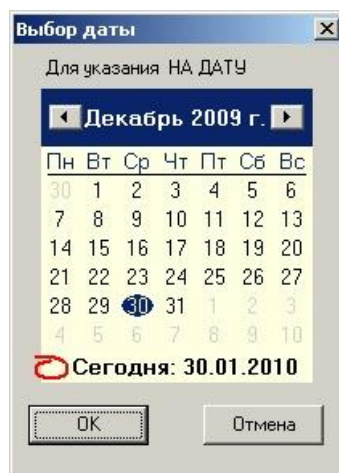 Выбор даты
Для указания НА ДАТУ
Декабрь 2009 г.
Пн Вт Ср Чт Пт Сб Вс
30 1 2 3 4 5 6
7 8 9 10 11 12 13
14 15 16 17 18 19 20
21 22 23 24 25 26 27
28 29 30 31 1 2 3
4 5 6 7 8 9 10
Сегодня: 30.01.2010
OK Отмена